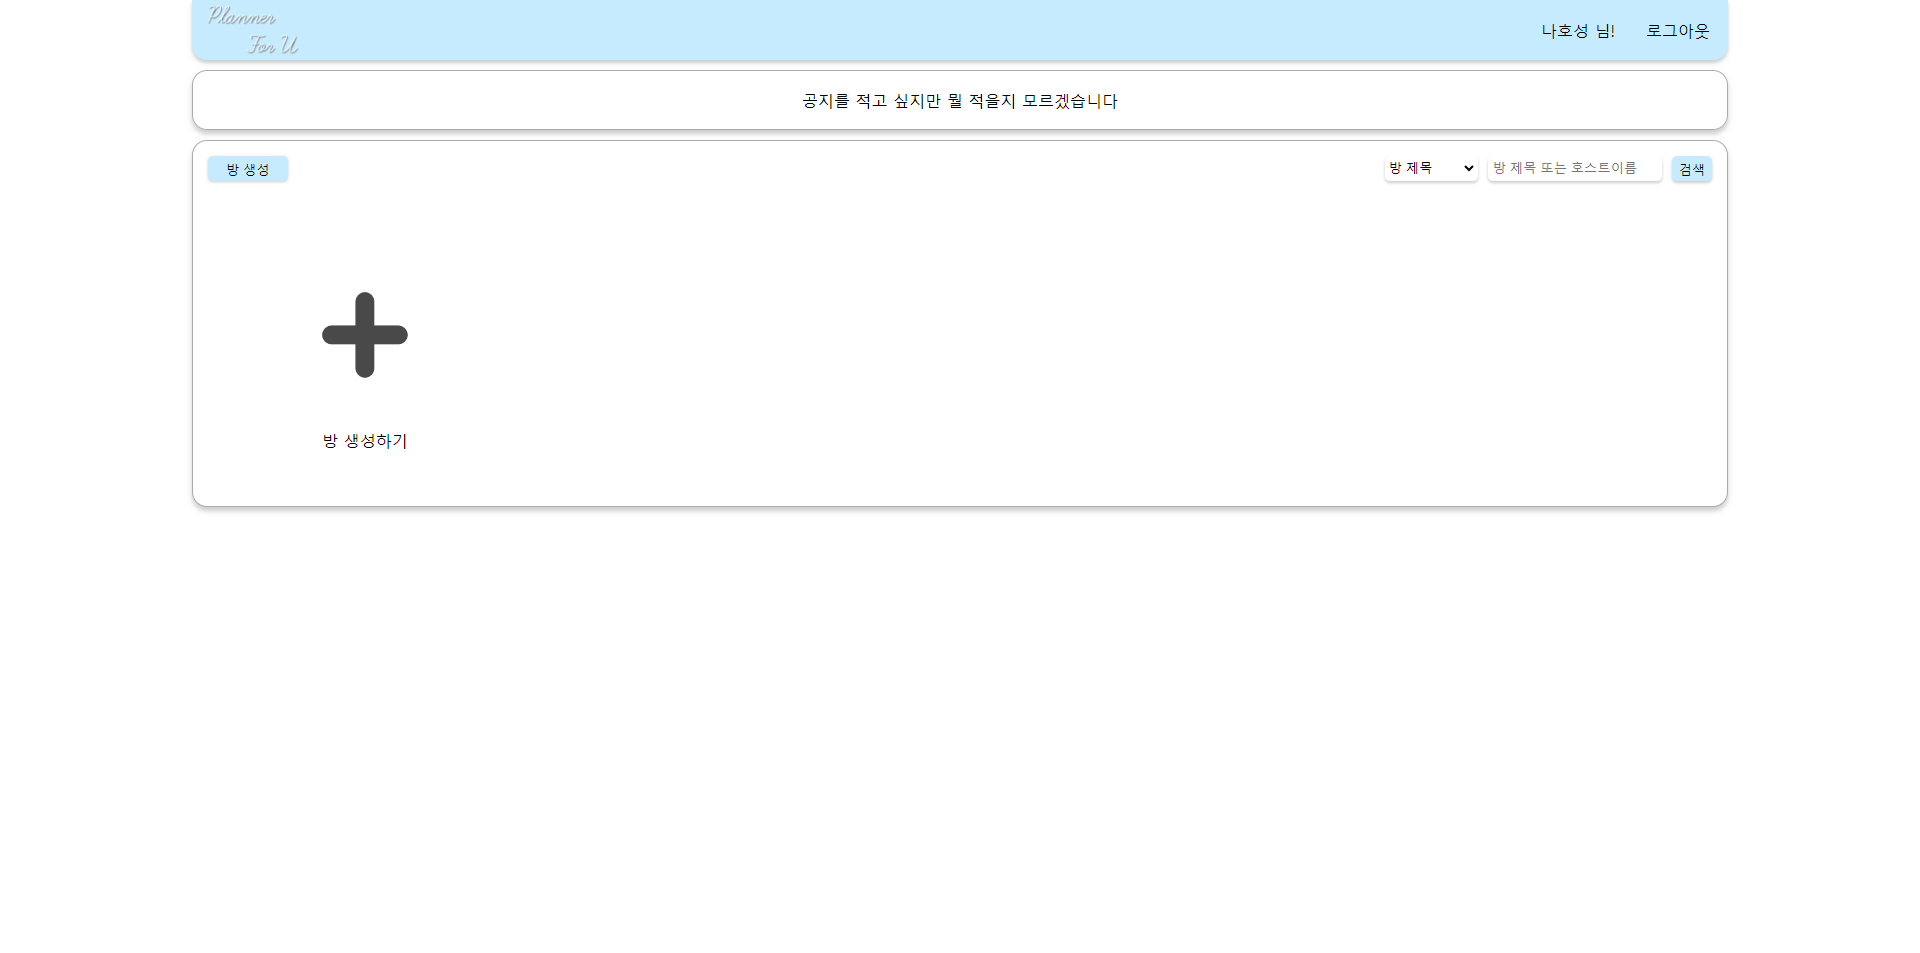 Planner
For U
나호성 님!
로그아웃
공지를 적고 싶지만 뭘 적을지 모르겠습니다
방 생성
방 제목
방 제목 또는 호스트이름
검색
방 생성하기